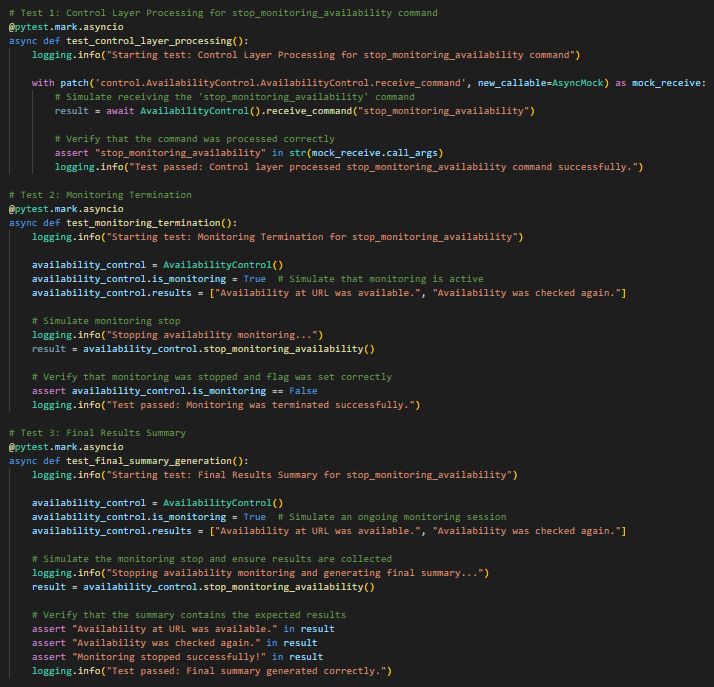 # Test 1: Control Layer Processing for stop_monitoring_availability command
@pytest.mark.asyncio
async def test_control_layer_processing():
    logging.info("Starting test: Control Layer Processing for stop_monitoring_availability command")

    with patch('control.AvailabilityControl.AvailabilityControl.receive_command', new_callable=AsyncMock) as mock_receive:
        # Simulate receiving the 'stop_monitoring_availability' command
        result = await AvailabilityControl().receive_command("stop_monitoring_availability")

        # Verify that the command was processed correctly
        assert "stop_monitoring_availability" in str(mock_receive.call_args)
        logging.info("Test passed: Control layer processed stop_monitoring_availability command successfully.")

# Test 2: Monitoring Termination
@pytest.mark.asyncio
async def test_monitoring_termination():
    logging.info("Starting test: Monitoring Termination for stop_monitoring_availability")

    availability_control = AvailabilityControl()
    availability_control.is_monitoring = True  # Simulate that monitoring is active
    availability_control.results = ["Availability at URL was available.", "Availability was checked again."]

    # Simulate monitoring stop
    logging.info("Stopping availability monitoring...")
    result = availability_control.stop_monitoring_availability()

    # Verify that monitoring was stopped and flag was set correctly
    assert availability_control.is_monitoring == False
    logging.info("Test passed: Monitoring was terminated successfully.")

# Test 3: Final Results Summary
@pytest.mark.asyncio
async def test_final_summary_generation():
    logging.info("Starting test: Final Results Summary for stop_monitoring_availability")

    availability_control = AvailabilityControl()
    availability_control.is_monitoring = True  # Simulate an ongoing monitoring session
    availability_control.results = ["Availability at URL was available.", "Availability was checked again."]

    # Simulate the monitoring stop and ensure results are collected
    logging.info("Stopping availability monitoring and generating final summary...")
    result = availability_control.stop_monitoring_availability()

    # Verify that the summary contains the expected results
    assert "Availability at URL was available." in result
    assert "Availability was checked again." in result
    assert "Monitoring stopped successfully!" in result
    logging.info("Test passed: Final summary generated correctly.")